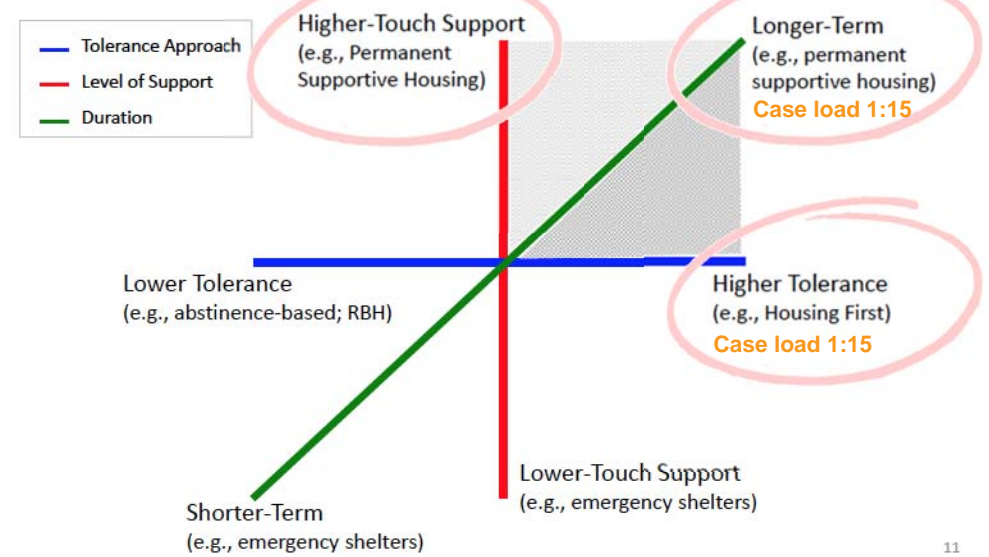 Tolerance Approach
Level of Support
Duration
Higher-Touch Support
(e.g., Permanent
Supportive Housing)
Longer-Term
(e.g., permanent
supportive housing)
Case load 1:15
Lower Tolerance
(e.g., abstinence-based; RBH)
Higher Tolerance
(e.g., Housing First)
Case load 1:15
Lower-Touch Support
(e.g., emergency shelters)
Shorter-Term
(e.g., emergency shelters)
11